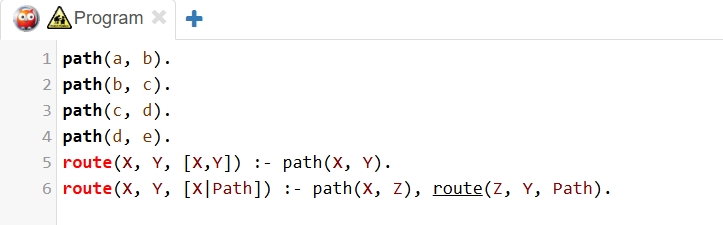 Program
1 path(a, b).
2 path(b, c).
3 path(c, d).
4 path(d, e).
5 route(X, Y, [X,Y]) :- path(X, Y).
6 route(X, Y, [X|Path]) :- path(X, Z), route(Z, Y, Path).